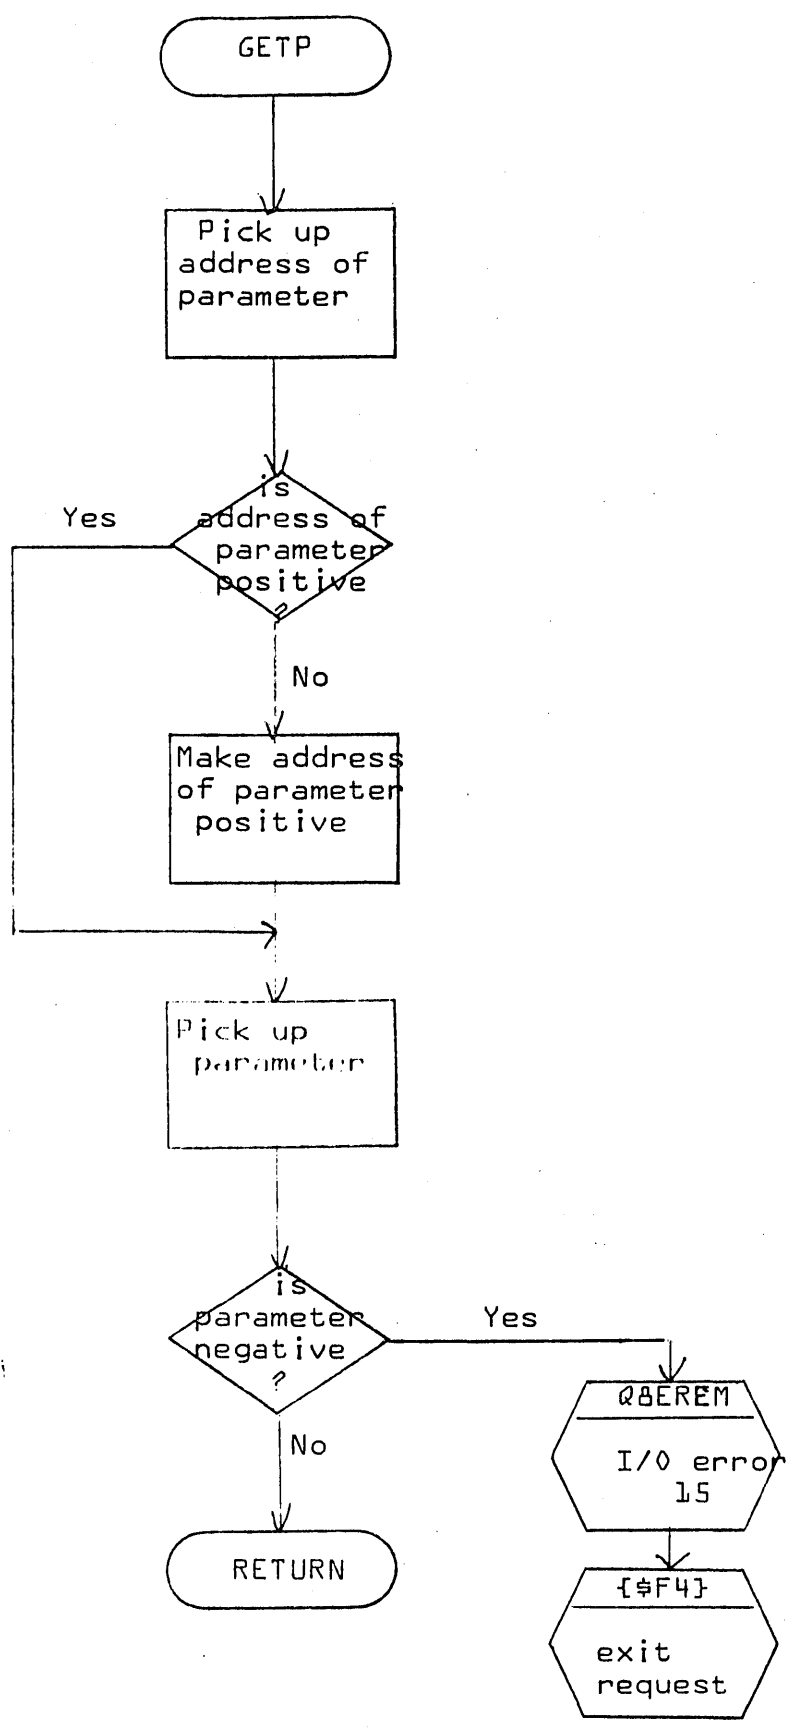 GETP
Pick up
address of
parameter
is
address of
parameter
positive
?
Yes
No
Make address
of parameter
positive
Pick up
parameter
is
parameter
negative
?
Yes
No
Q8EREM
I/O error
15
RETURN
{$F4}
exit
request